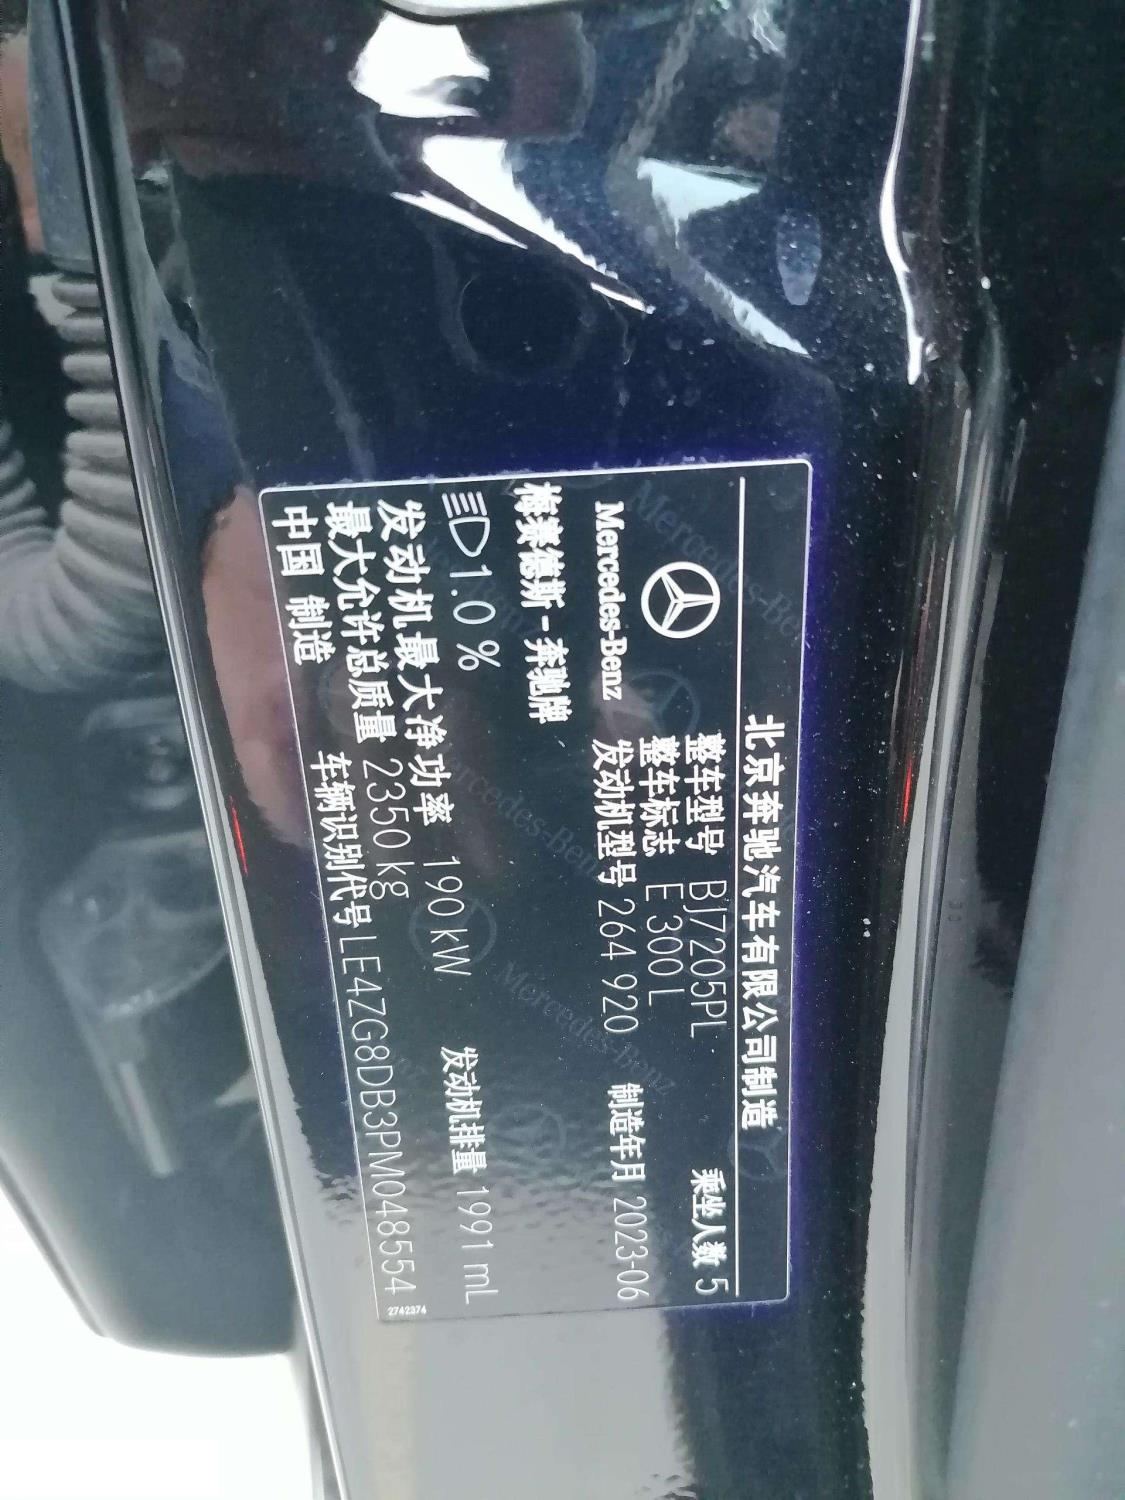 北京奔驰汽车有限公司制造
整车型号 BJ7205PL 乘坐人数 5
整车标志 E 300 L
Mercedes-Benz 发动机型号 264 920 制造年月 2023-06
梅赛德斯-奔驰牌
1.0 %
发动机最大净功率 190 kW 发动机排量 1991 mL
最大允许总质量 2350 kg
中国 制造 车辆识别代号 LE4ZG8DB3PM048554
2742374